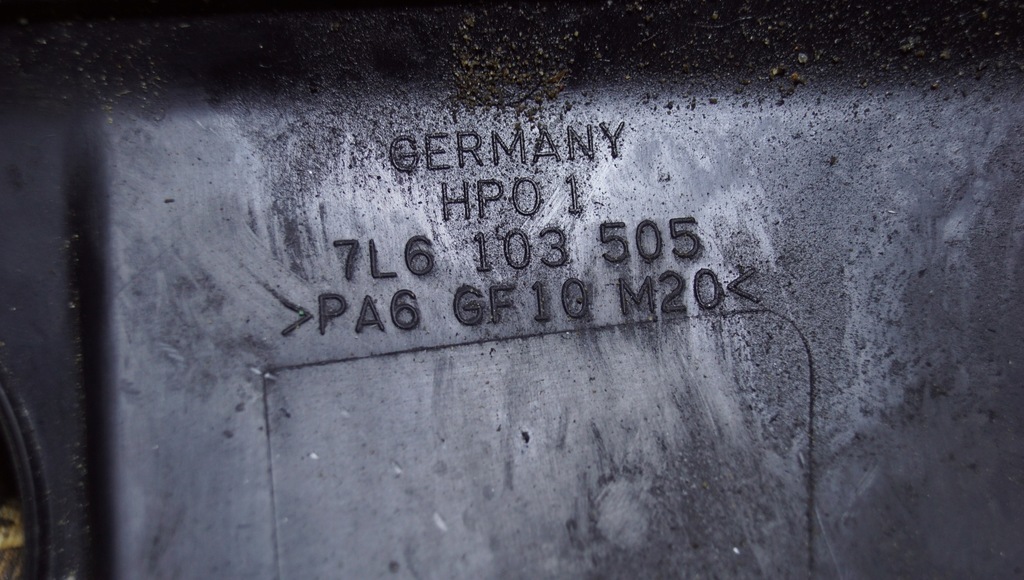 GERMANY
HPO 1
7L6 103 505
>PA6 GF10 M20<